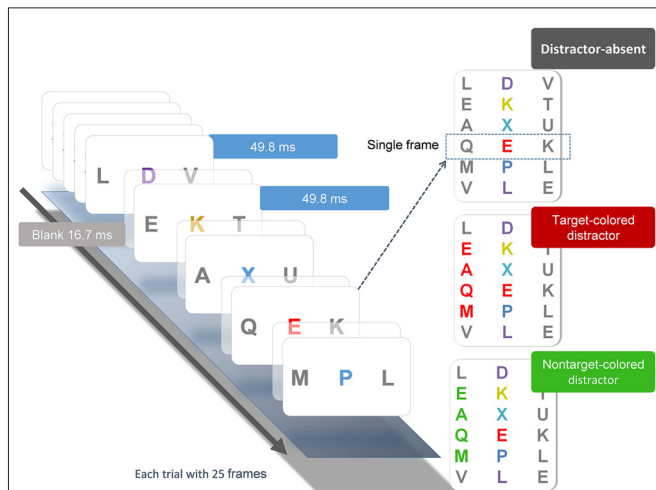 Distractor-absent
L D V
E K T
A X U
Single frame
Q E K
M P L
V L E
49.8 ms
L D V
49.8 ms
Blank 16.7 ms
E K T
A X U
Q E K
M P L
Target-colored
distractor
L D
E K
A X U
Q E K
M P L
V L E
Nontarget-colored
distractor
L D
E K
A X U
Q E K
M P L
V L E
Each trial with 25 frames